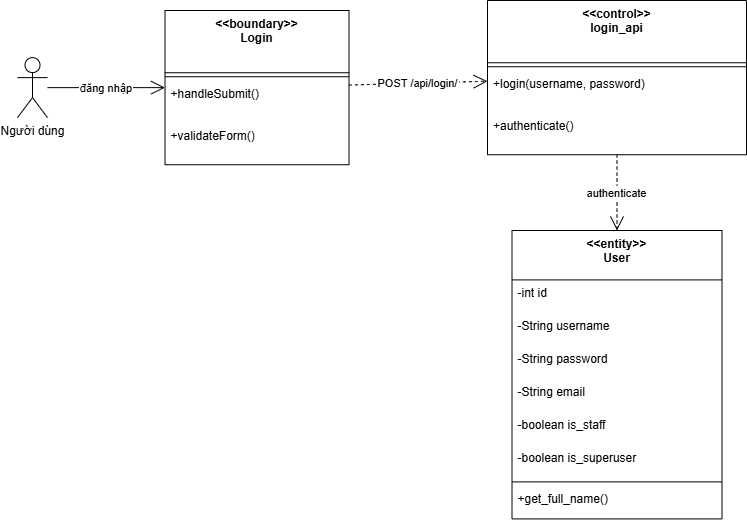 Người dùng
đăng nhập
<<boundary>>
Login
+handleSubmit()
+validateForm()
POST /api/login/
<<control>>
login_api
+login(username, password)
+authenticate()
authenticate
<<entity>>
User
-int id
-String username
-String password
-String email
-boolean is_staff
-boolean is_superuser
+get_full_name()